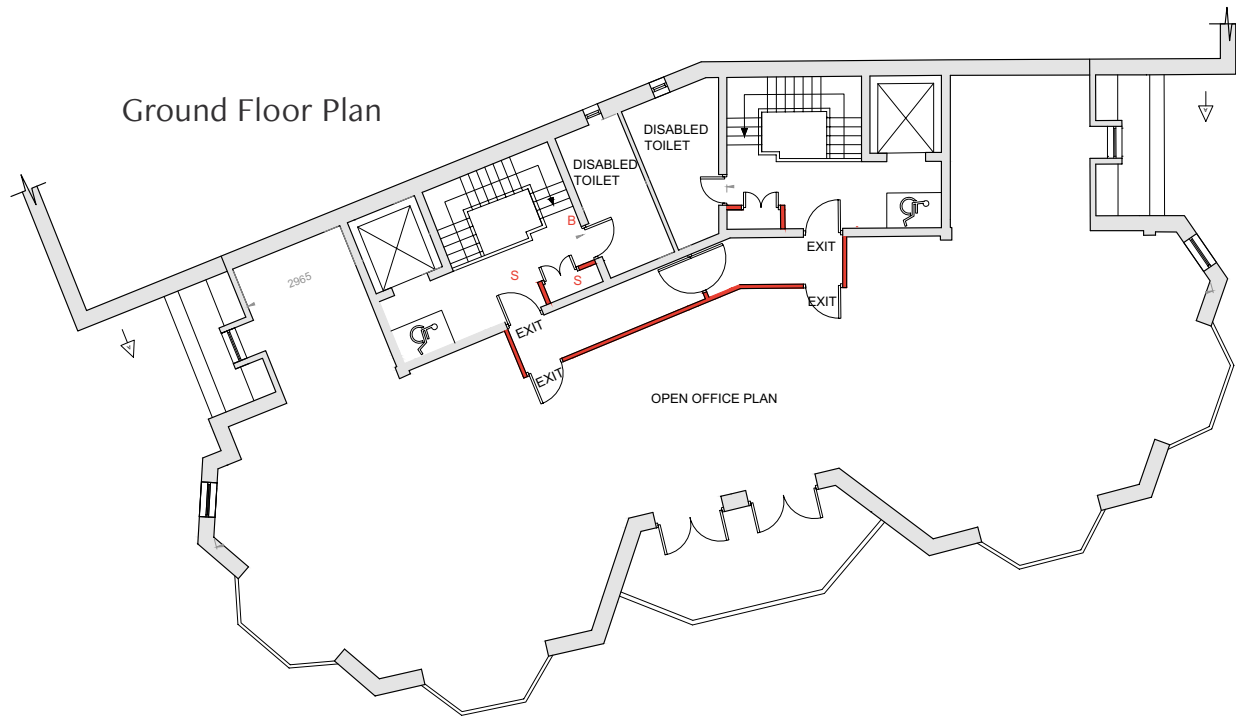 Ground Floor Plan
DISABLED
TOILET
DISABLED
TOILET
B
S
S
2965
EXIT
EXIT
EXIT
EXIT
OPEN OFFICE PLAN